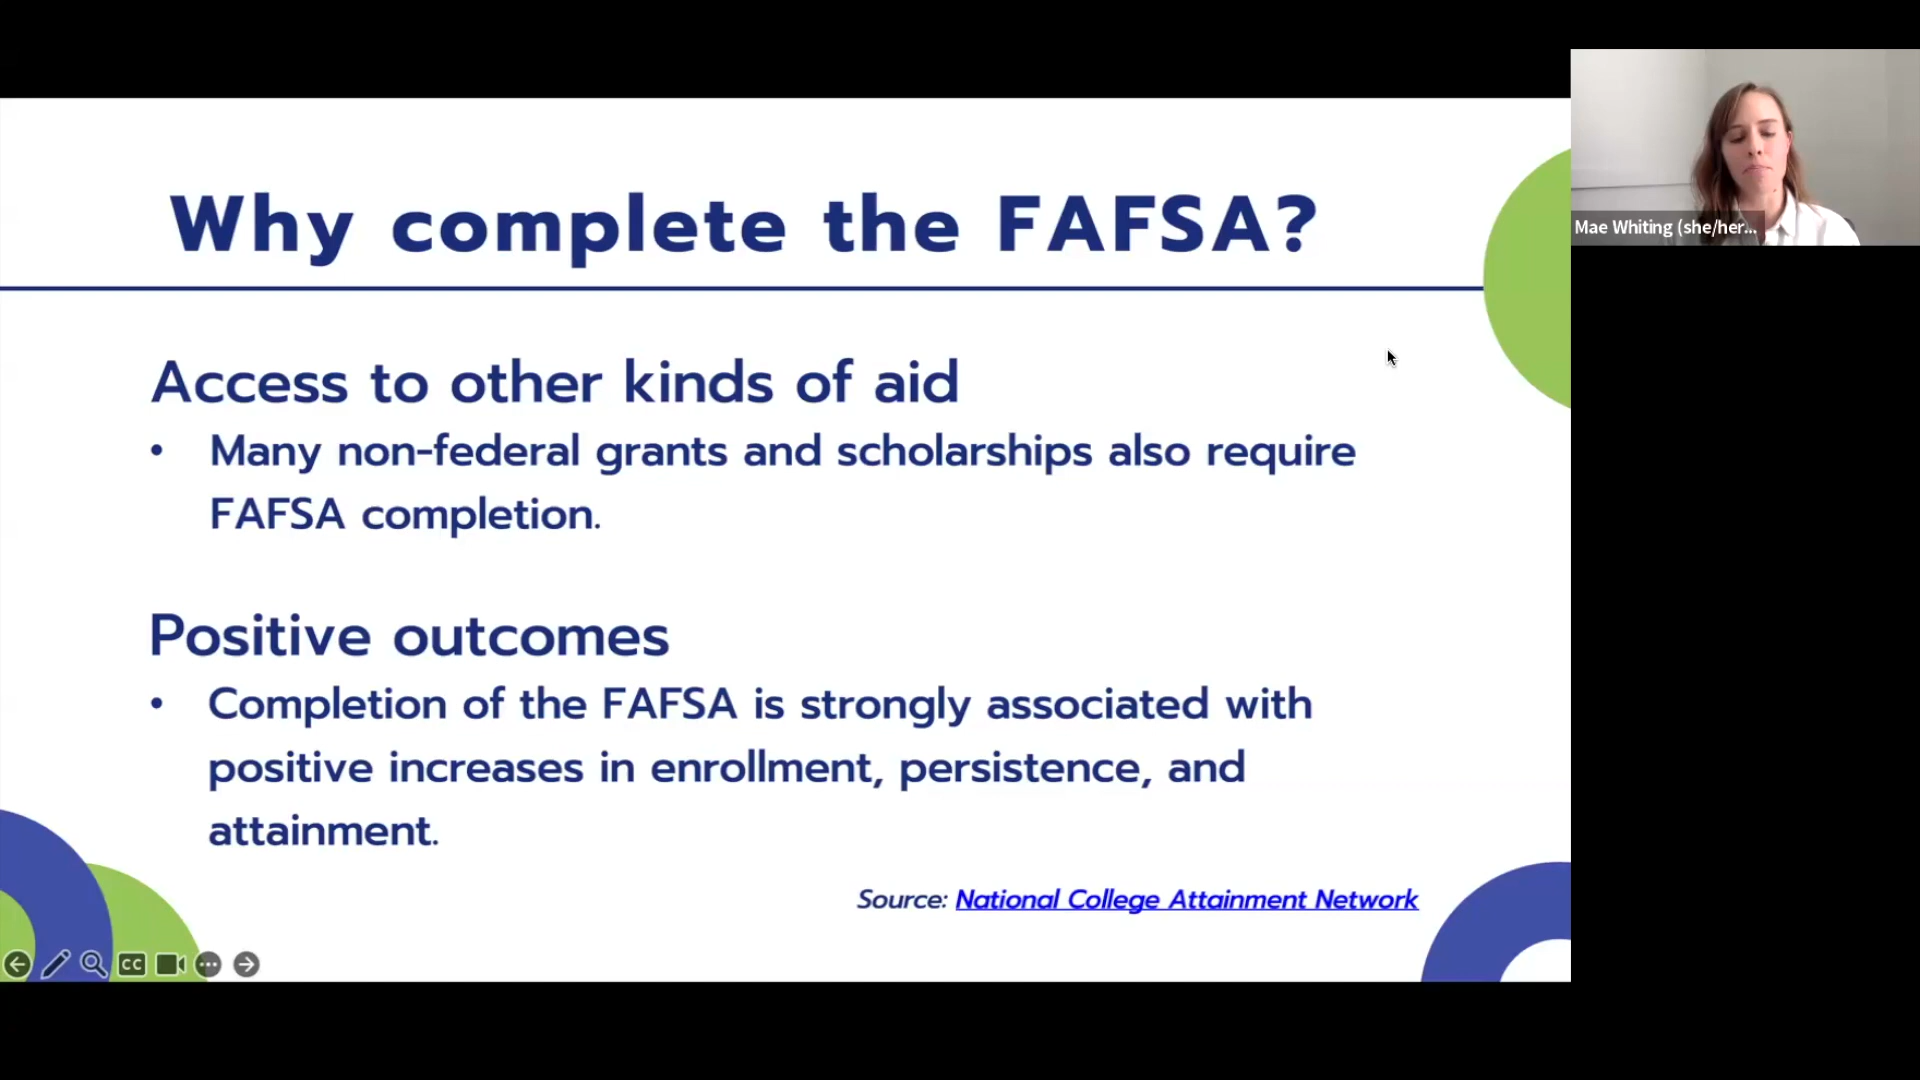 Why complete the FAFSA?
Access to other kinds of aid
• Many non-federal grants and scholarships also require
FAFSA completion.
Positive outcomes
• Completion of the FAFSA is strongly associated with
positive increases in enrollment, persistence, and
attainment.
Source: National College Attainment Network
CC
Mae Whiting (she/her...